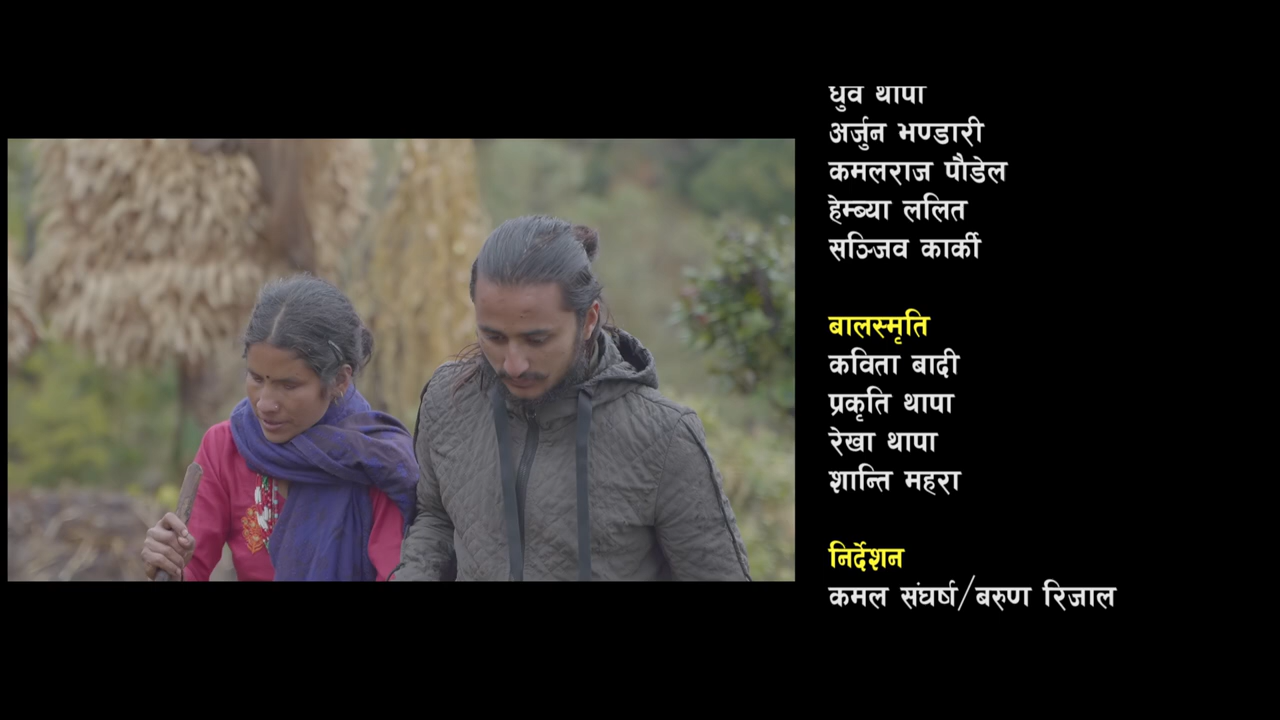 धुव थापा
अर्जुन भण्डारी
कमलराज पौडेल
हेम्ब्या ललित
सञ्जिव कार्की
बालस्मृति
कविता बादी
प्रकृति थापा
रेखा थापा
शान्ति महरा
निर्देशन
कमल संघर्ष/बरुण रिजाल